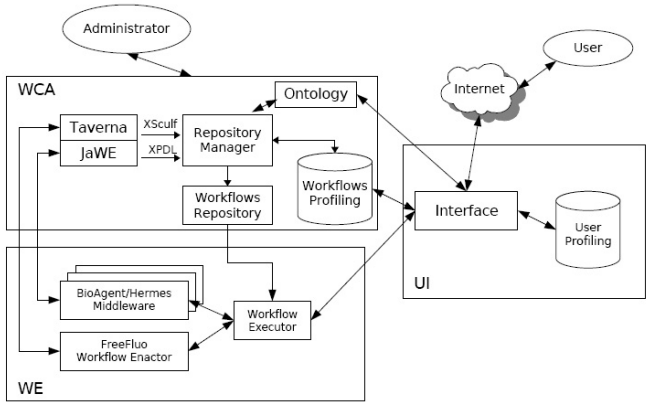 Administrator
User
WCA
Ontology
Internet
Taverna
XSculf
JaWE
XPDL
Repository
Manager
Workflows
Profiling
Workflows
Repository
Interface
User
Profiling
UI
BioAgent/Hermes
Middleware
Workflow
Executor
FreeFluo
Workflow Enactor
WE